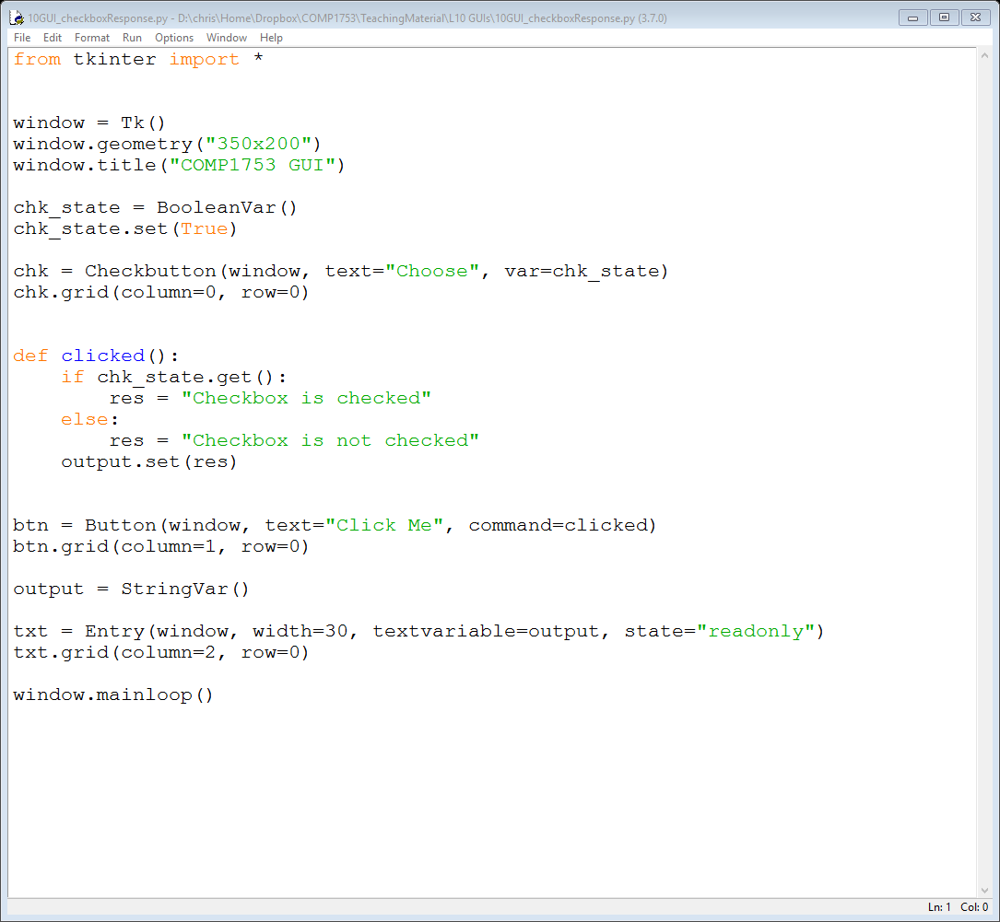 10GUI_checkboxResponse.py - D:\chris\Home\Dropbox\COMP1753\TeachingMaterial\L10 GUIs\10GUI_checkboxResponse.py (3.7.0)
File Edit Format Run Options Window Help
from tkinter import *
window = Tk()
window.geometry("350x200")
window.title("COMP1753 GUI")
chk_state = BooleanVar()
chk_state.set(True)
chk = Checkbutton(window, text="Choose", var=chk_state)
chk.grid(column=0, row=0)
def clicked():
    if chk_state.get():
        res = "Checkbox is checked"
    else:
        res = "Checkbox is not checked"
    output.set(res)
btn = Button(window, text="Click Me", command=clicked)
btn.grid(column=1, row=0)
output = StringVar()
txt = Entry(window, width=30, textvariable=output, state="readonly")
txt.grid(column=2, row=0)
window.mainloop()
Ln: 1 Col: 0